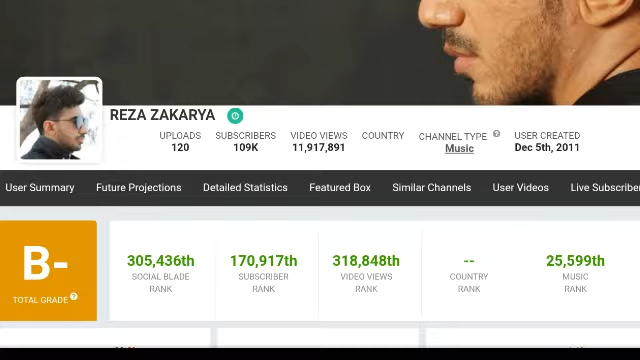 REZA ZAKARYA
UPLOADS SUBSCRIBERS VIDEO VIEWS COUNTRY CHANNEL TYPE ? USER CREATED
120 109K 11,917,891 Music Dec 5th, 2011
User Summary Future Projections Detailed Statistics Featured Box Similar Channels User Videos Live Subscriber
B-
TOTAL GRADE ?
305,436th 170,917th 318,848th -- 25,599th
SOCIAL BLADE SUBSCRIBER VIDEO VIEWS COUNTRY MUSIC
RANK RANK RANK RANK RANK